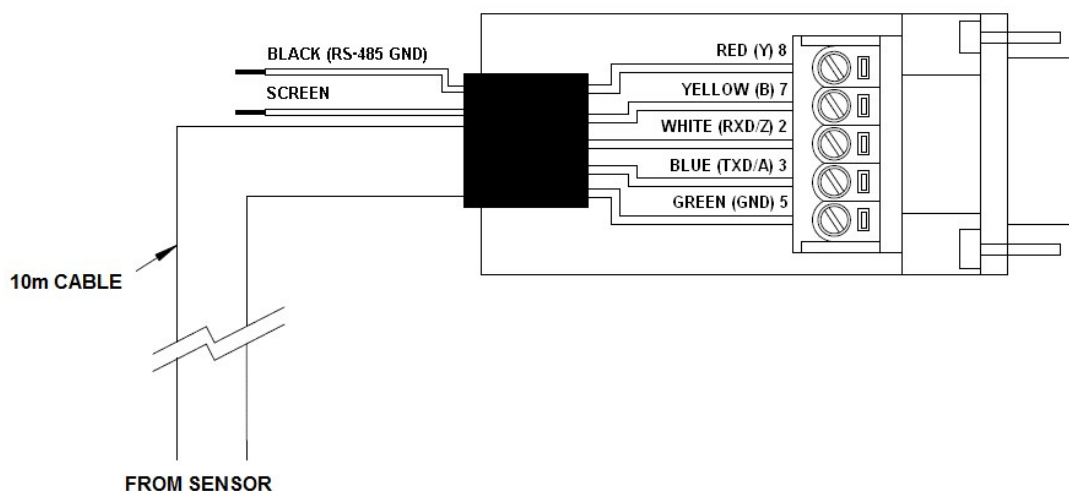 BLACK (RS-485 GND)
SCREEN
RED (Y) 8
YELLOW (B) 7
WHITE (RXD/Z) 2
BLUE (TXD/A) 3
GREEN (GND) 5
10m CABLE
FROM SENSOR